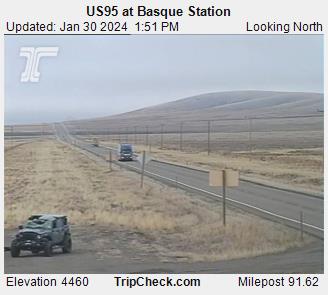 US95 at Basque Station
Updated: Jan 30 2024 1:51 PM Looking North
Elevation 4460 TripCheck.com Milepost 91.62